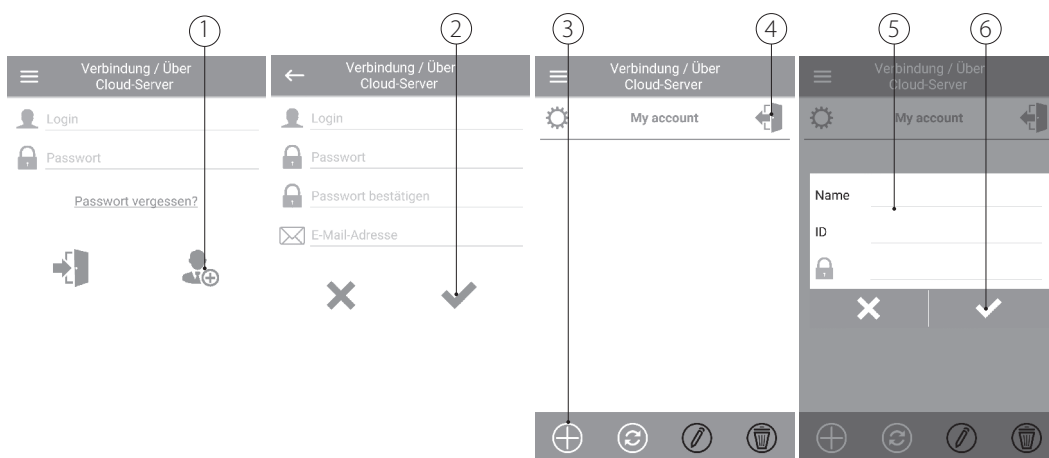 1
2
3
4
5
6
Verbindung / Über
Cloud-Server
Login
Passwort
Passwort vergessen?
Verbindung / Über
Cloud-Server
Login
Passwort
Passwort bestätigen
E-Mail-Adresse
Verbindung / Über
Cloud-Server
My account
Verbindung / Über
Cloud-Server
My account
Name
ID